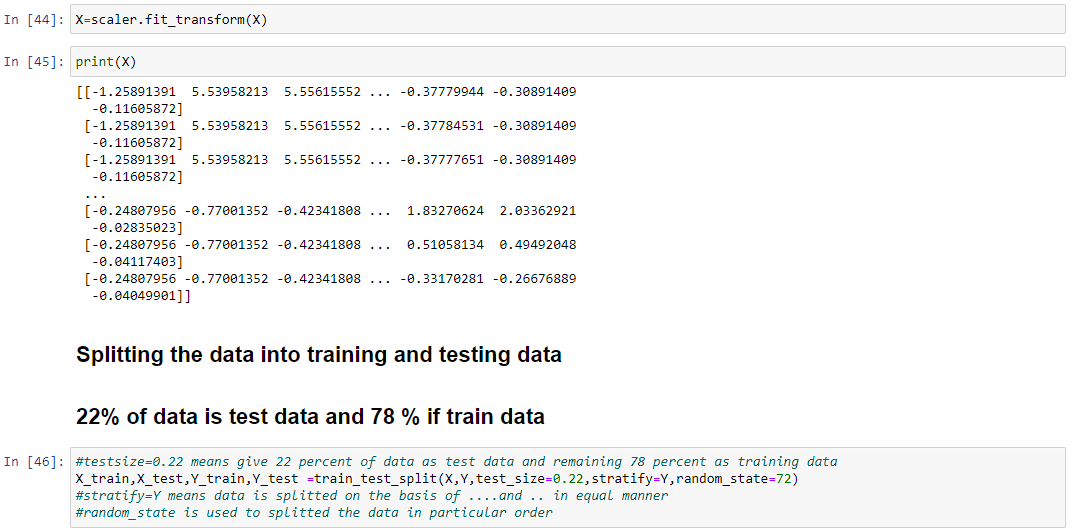 In [44]: X=scaler.fit_transform(X)
In [45]: print(X)
[[-1.25891391  5.53958213  5.55615552 ... -0.37779944 -0.30891409
  -0.11605872]
 [-1.25891391  5.53958213  5.55615552 ... -0.37784531 -0.30891409
  -0.11605872]
 [-1.25891391  5.53958213  5.55615552 ... -0.37777651 -0.30891409
  -0.11605872]
 ...
 [-0.24807956 -0.77001352 -0.42341808 ...  1.83270624  2.03362921
  -0.02835023]
 [-0.24807956 -0.77001352 -0.42341808 ...  0.51058134  0.49492048
  -0.04117403]
 [-0.24807956 -0.77001352 -0.42341808 ... -0.33170281 -0.26676889
  -0.04049901]]
Splitting the data into training and testing data
22% of data is test data and 78 % if train data
In [46]: #testsize=0.22 means give 22 percent of data as test data and remaining 78 percent as training data
X_train,X_test,Y_train,Y_test =train_test_split(X,Y,test_size=0.22,stratify=Y,random_state=72)
#stratify=Y means data is splitted on the basis of ....and .. in equal manner
#random_state is used to splitted the data in particular order